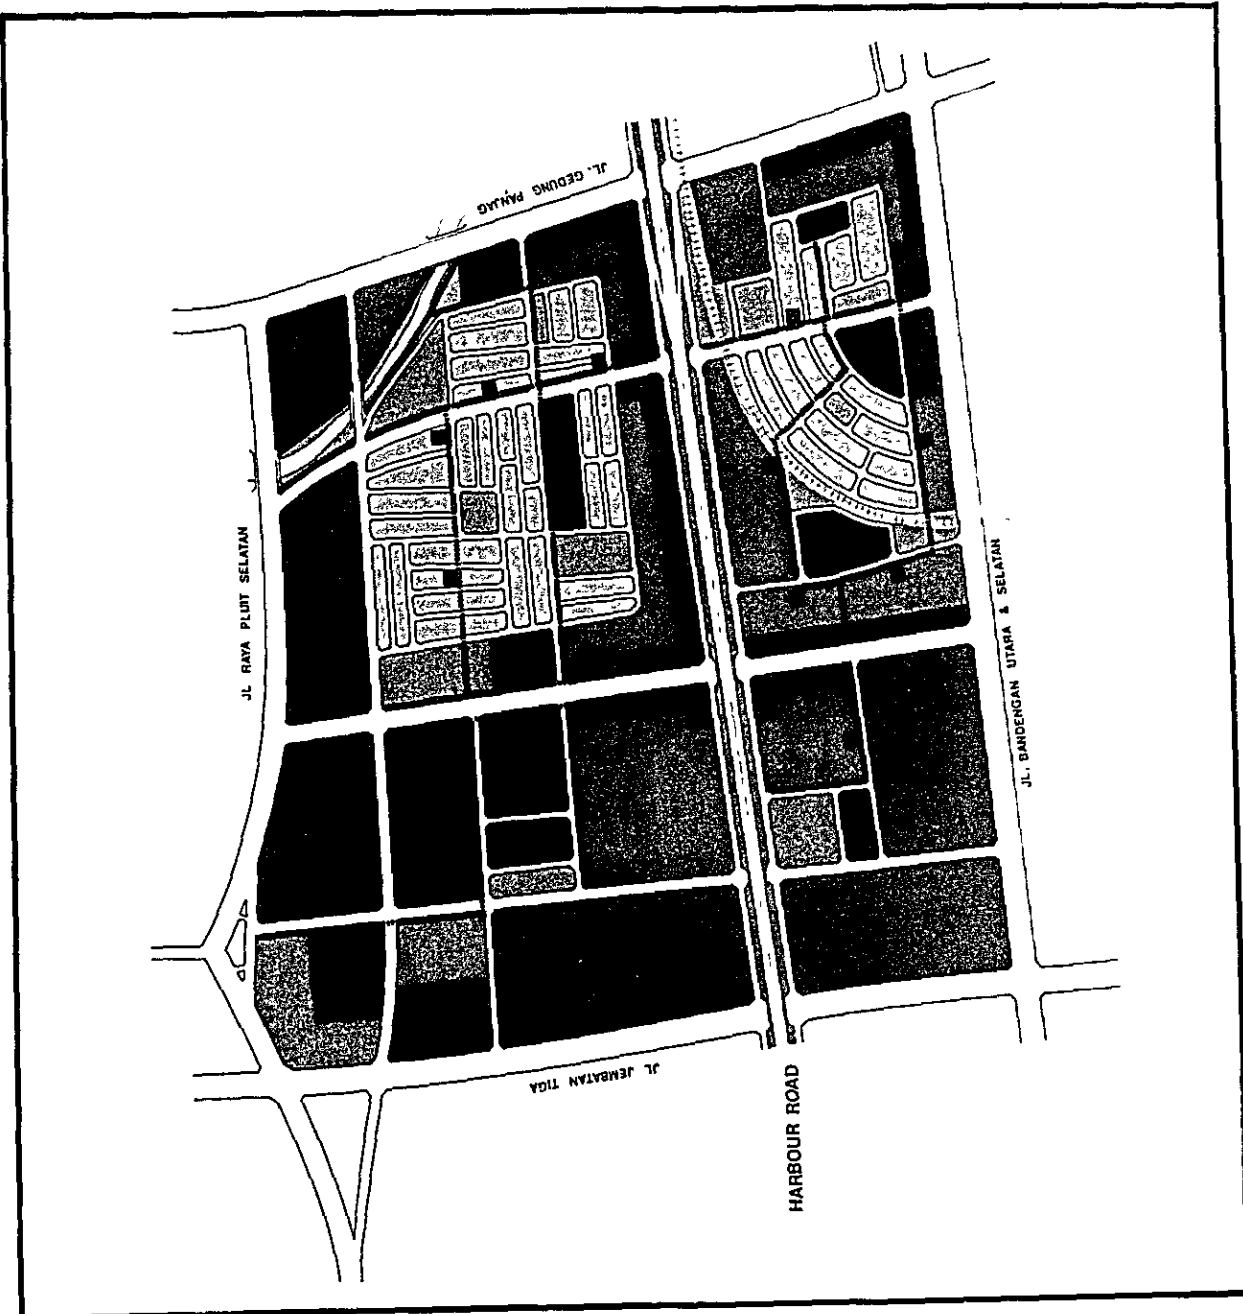 JL. GEDUNG PANJAG
JL RAYA PLUIT SELATAN
JL. BANDENGAN UTARA & SELATAN
JL JEMBATAN TIGA
HARBOUR ROAD